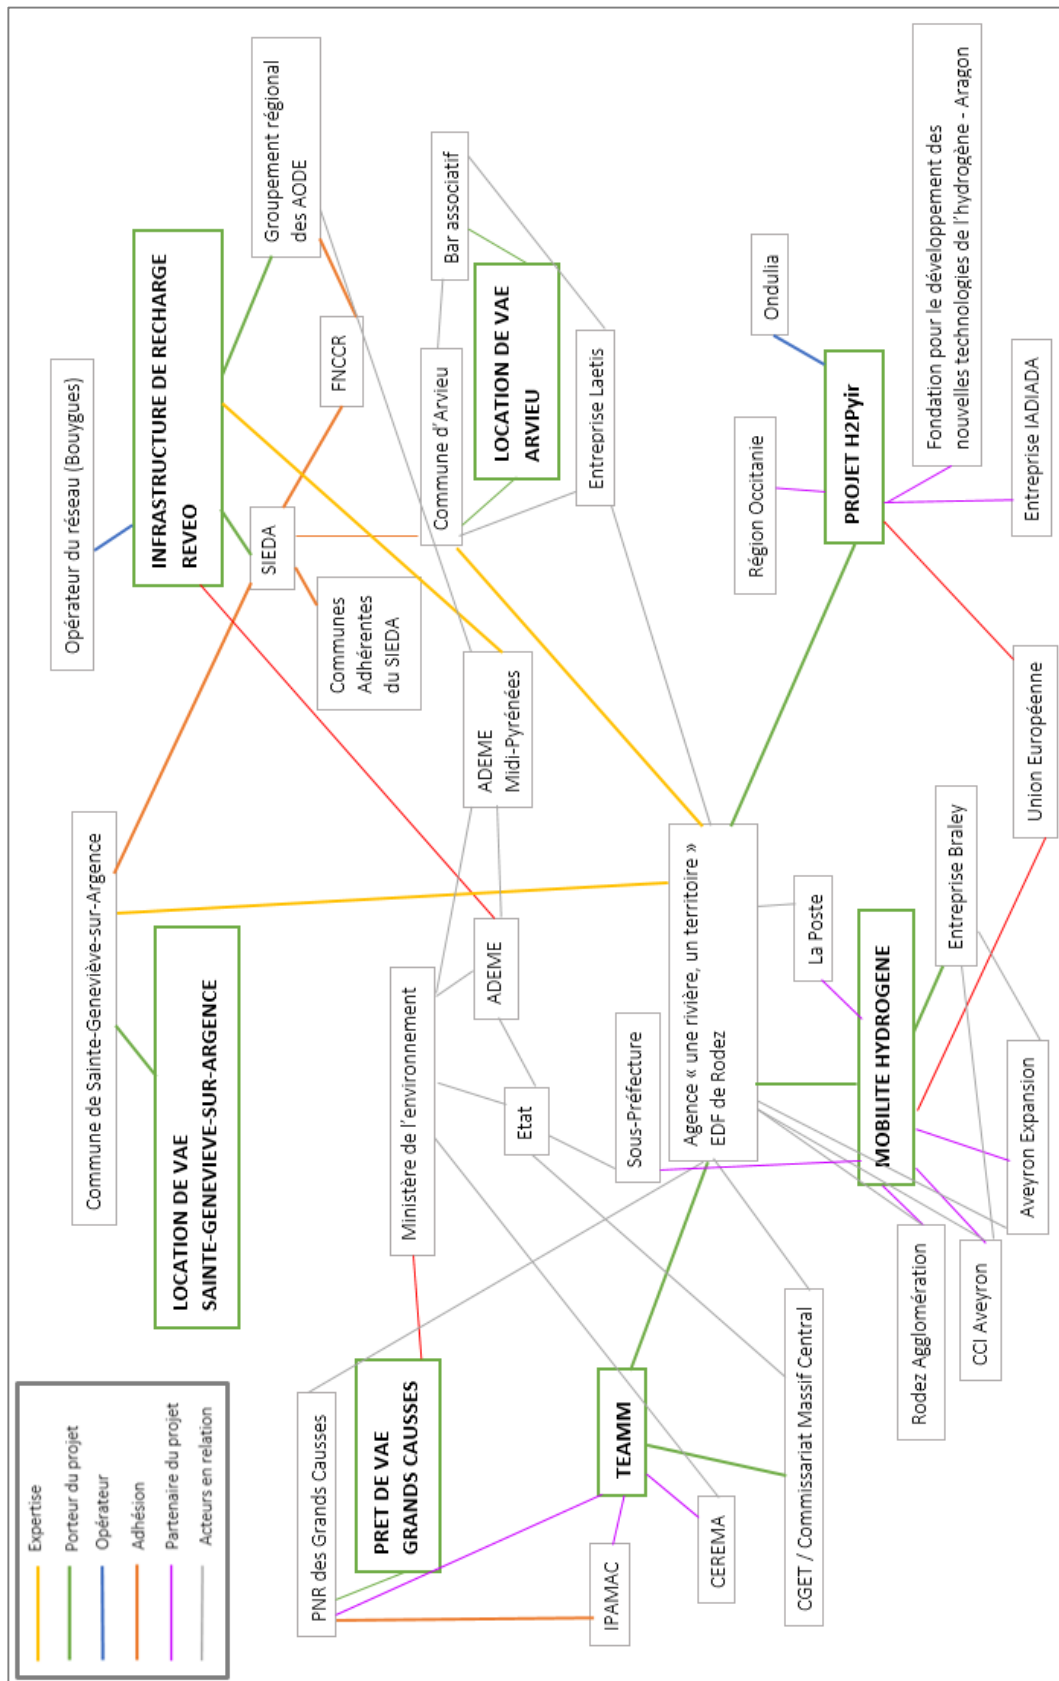 Expertise
Porteur du projet
Opérateur
Adhésion
Partenaire du projet
Acteurs en relation
Commune de Sainte-Geneviève-sur-Argence
LOCATION DE VAE
SAINTE-GENEVIEVE-SUR-ARGENCE
Opérateur du réseau (Bouygues)
INFRASTRUCTURE DE RECHARGE
REVEO
Groupement régional
des AODE
SIEDA
FNCCR
Communes
Adhérentes
du SIEDA
PNR des Grands Causses
PRET DE VAE
GRANDS CAUSSES
Ministère de l'environnement
ADEME
ADEME
Midi-Pyrénées
Commune d'Arvieu
Bar associatif
LOCATION DE VAE
ARVIEU
Entreprise Laetis
Etat
Sous-Préfecture
IPAMAC
TEAMM
CEREMA
CGET / Commissariat Massif Central
Agence « une rivière, un territoire »
EDF de Rodez
La Poste
MOBILITE HYDROGENE
Entreprise Braley
Rodez Agglomération
CCI Aveyron
Aveyron Expansion
Union Européenne
Région Occitanie
Ondulia
PROJET H2Pyir
Fondation pour le développement des
nouvelles technologies de l'hydrogène - Aragon
Entreprise IADIADA